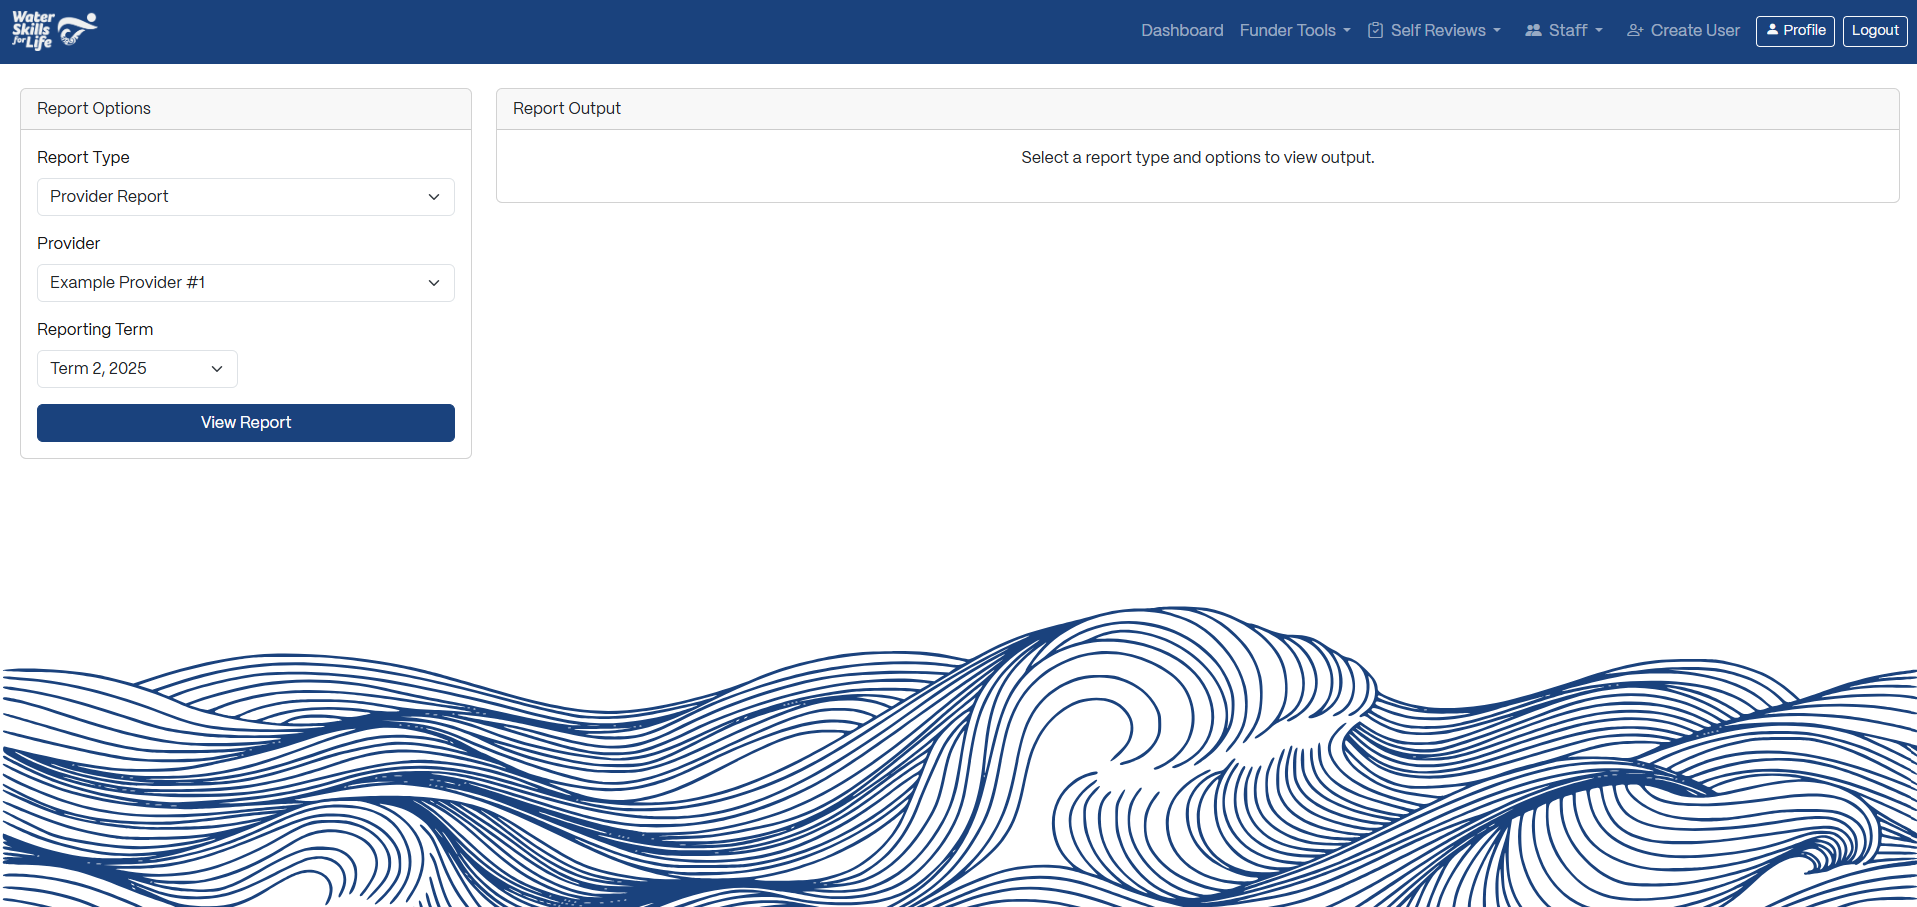 Water
Skills
for Life
Dashboard
Funder Tools
Self Reviews
Staff
Create User
Profile
Logout
Report Options
Report Type
Provider Report
Provider
Example Provider #1
Reporting Term
Term 2, 2025
View Report
Report Output
Select a report type and options to view output.